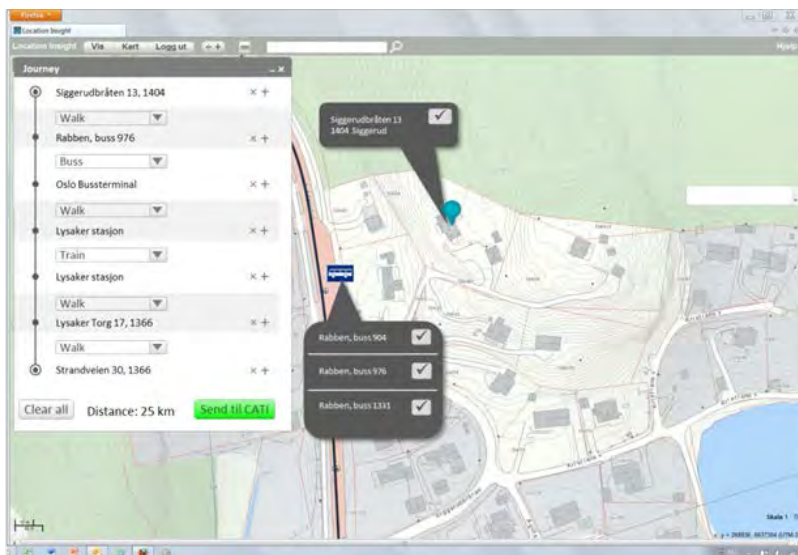 Firefox
Location Insight
Location Insight Vis Kart Logg ut
Hjelp
Journey
Siggerudbråten 13, 1404
Walk
Rabben, buss 976
Buss
Oslo Bussterminal
Walk
Lysaker stasjon
Train
Lysaker stasjon
Walk
Lysaker Torg 17, 1366
Walk
Strandveien 30, 1366
Clear all Distance: 25 km Send til CATI
Siggerudbråten 13
1404 Siggerud
Rabben, buss 904
Rabben, buss 976
Rabben, buss 1331
Skala 1